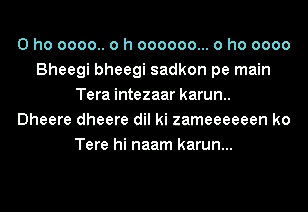 O ho oooo.. o h oooooo... o ho oooo
Bheegi bheegi sadkon pe main
Tera intezaar karun..
Dheere dheere dil ki zameeeeeen ko
Tere hi naam karun...